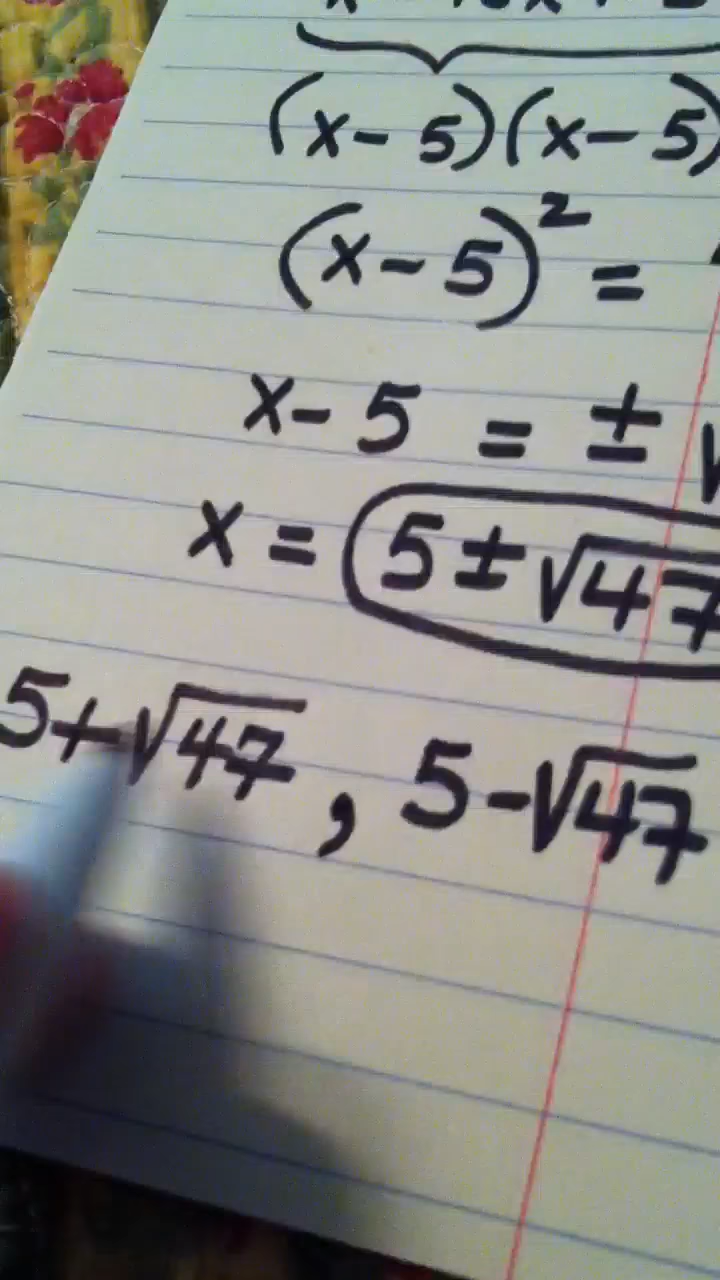 (x-5)(x-5)
(x-5)² =
x-5 = ± √
x = 5±√47
5+√47, 5-√47